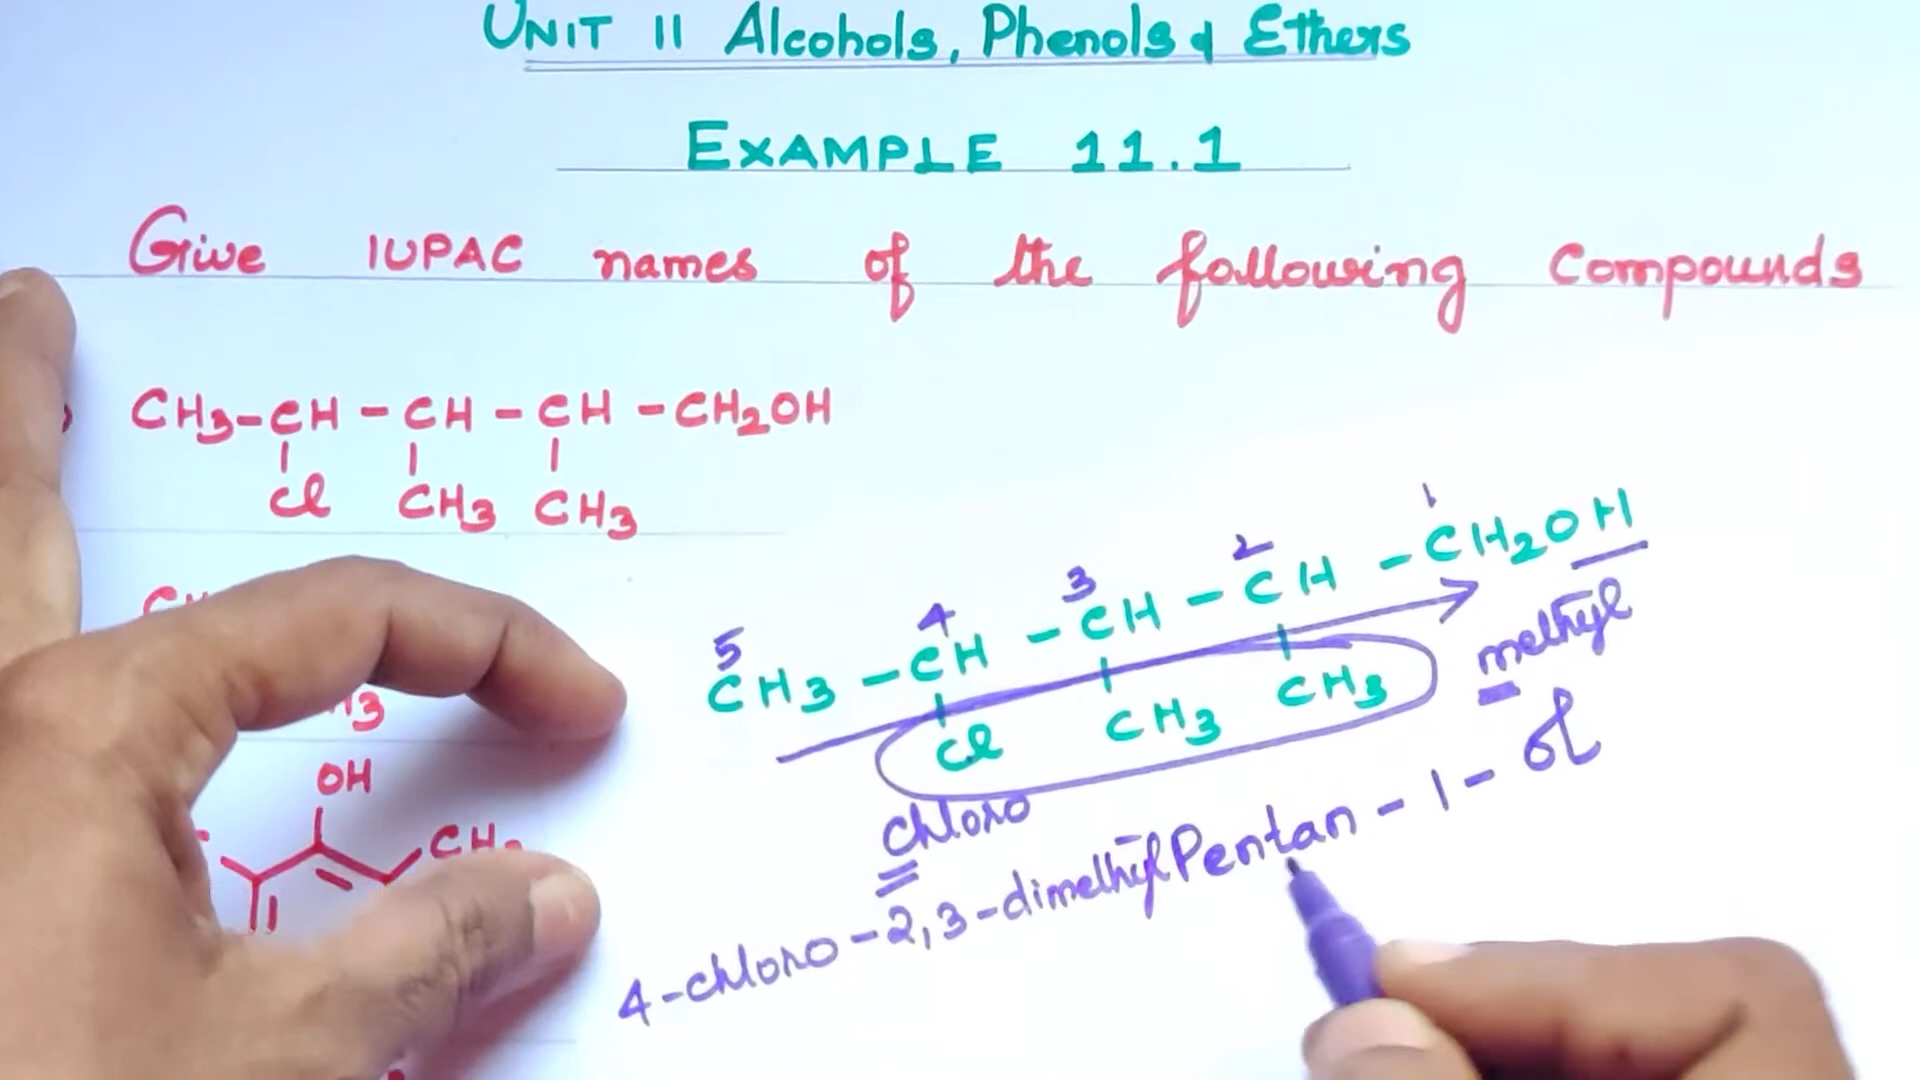 UNIT 11 Alcohols, Phenols & Ethers
EXAMPLE 11.1
Give IUPAC names of the following Compounds
CH3-CH-CH-CH-CH2OH
Cl CH3 CH3
5 4 3 2 1
CH3-CH-CH-CH-CH2OH
Cl CH3 CH3
methyl
chloro
4-chloro-2,3-dimethylPentan-1-ol
OH